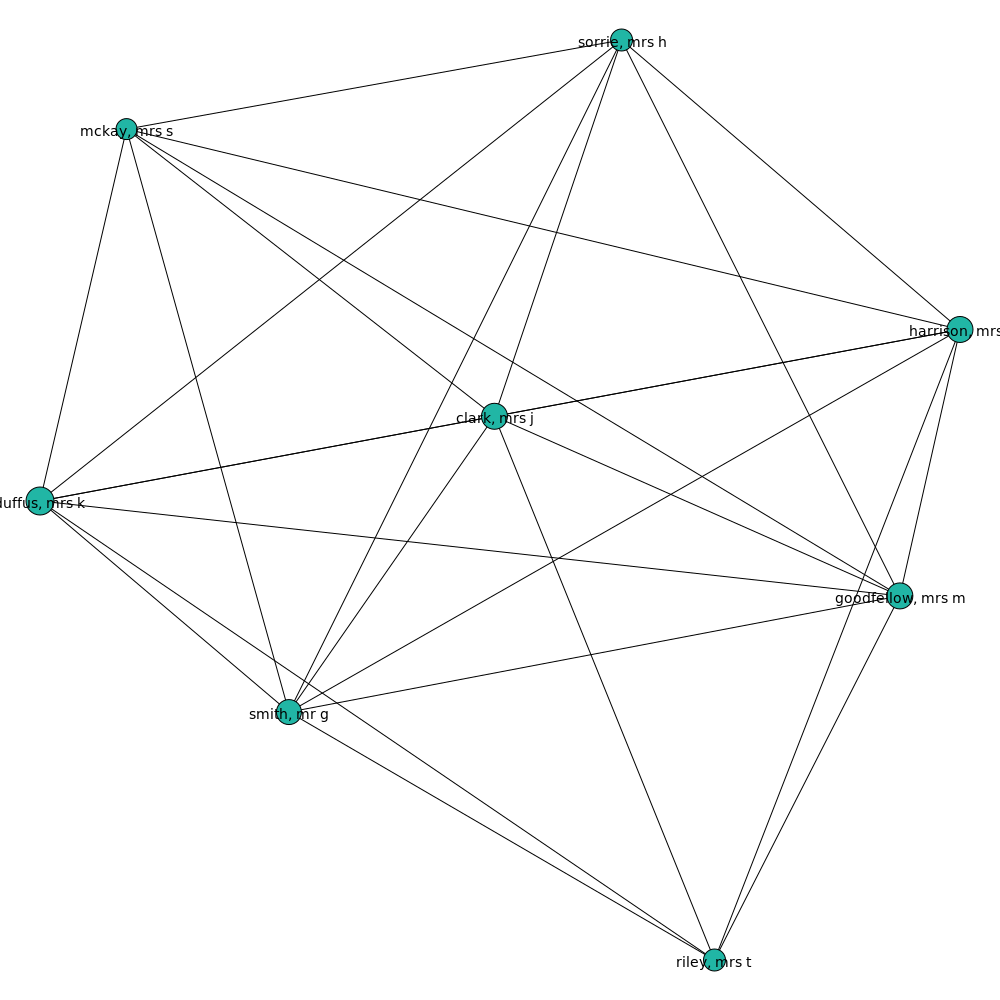 sorrie, mrs h
mckay, mrs s
harrison, mrs
clark, mrs j
duffus, mrs k
goodfellow, mrs m
smith, mr g
riley, mrs t